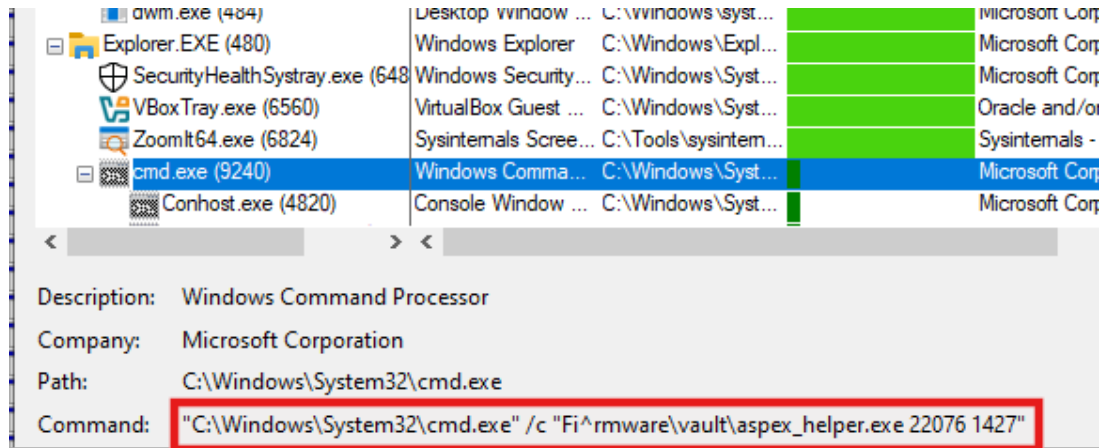 dwm.exe (484) Desktop Window ... C:\Windows\syst... Microsoft Corp
Explorer.EXE (480) Windows Explorer C:\Windows\Expl... Microsoft Corp
SecurityHealthSystray.exe (648 Windows Security... C:\Windows\Syst... Microsoft Corp
VBoxTray.exe (6560) VirtualBox Guest ... C:\Windows\Syst... Oracle and/or
ZoomIt64.exe (6824) Sysinternals Scree... C:\Tools\sysintern... Sysinternals -
cmd.exe (9240) Windows Comma... C:\Windows\Syst... Microsoft Corp
Conhost.exe (4820) Console Window ... C:\Windows\Syst... Microsoft Corp
Description: Windows Command Processor
Company: Microsoft Corporation
Path: C:\Windows\System32\cmd.exe
Command: "C:\Windows\System32\cmd.exe" /c "Fi^rmware\vault\aspex_helper.exe 22076 1427"